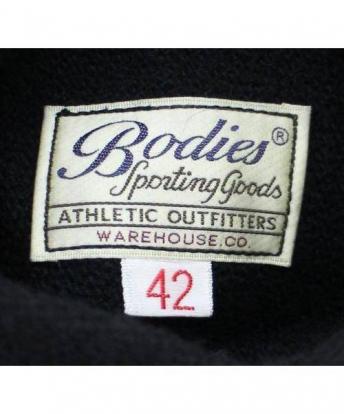 Bodies®
Sporting Goods
ATHLETIC OUTFITTERS
WAREHOUSE.CO.
42